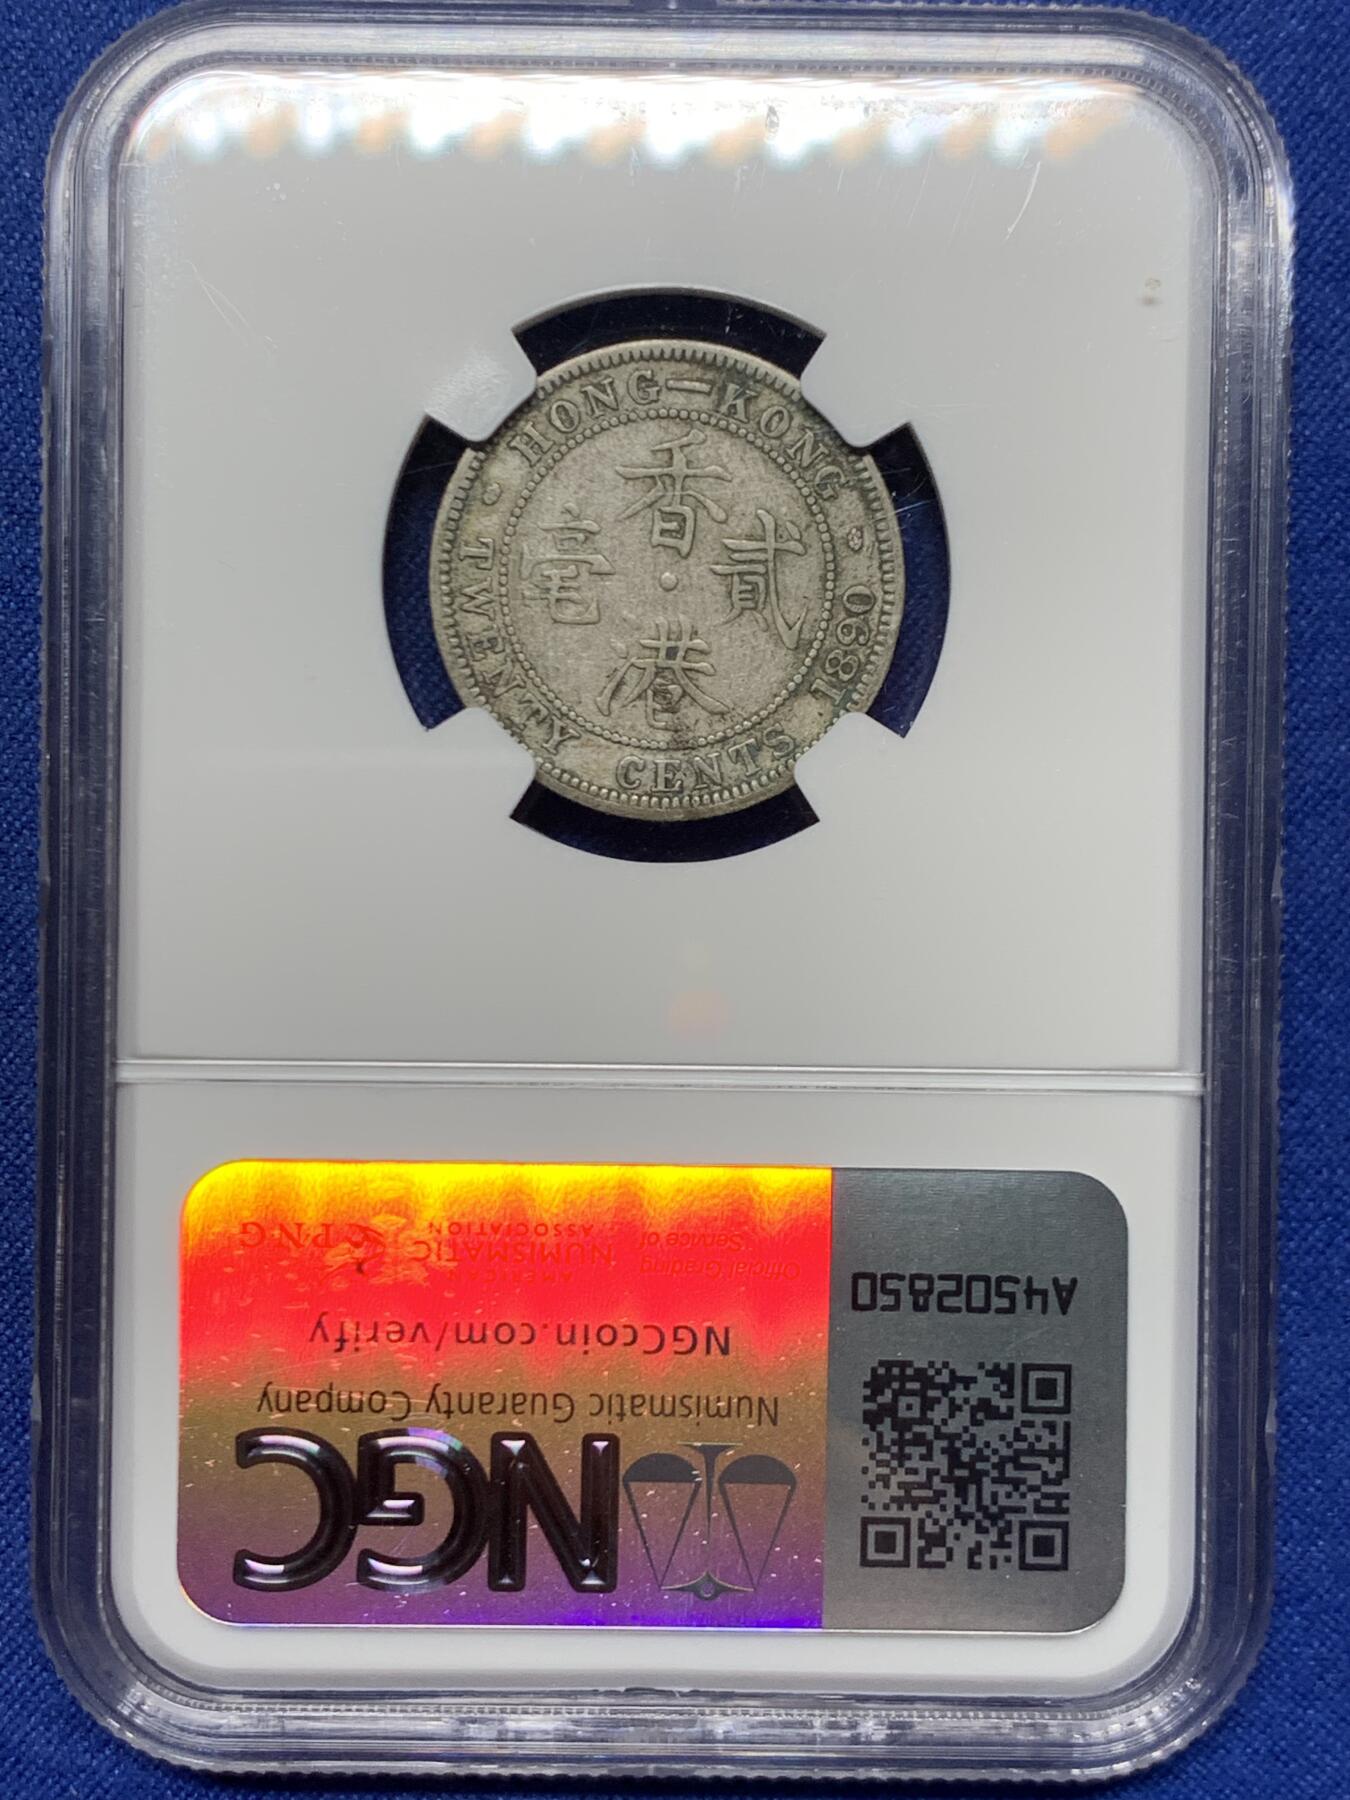 HONG–KONG
香
貳
毫
港
1890
TWENTY CENTS
NGC
Numismatic Guaranty Company
NGCcoin.com/verify
Official Grading
Service of
AMERICAN
NUMISMATIC
ASSOCIATION
PNG
A4502850